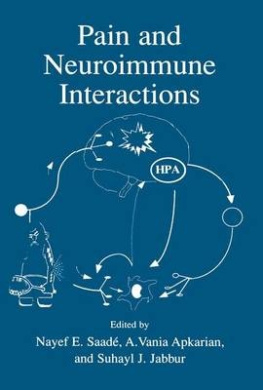 Pain and
Neuroimmune
Interactions
HPA
Edited by
Nayef E. Saadé, A. Vania Apkarian,
and Suhayl J. Jabbur